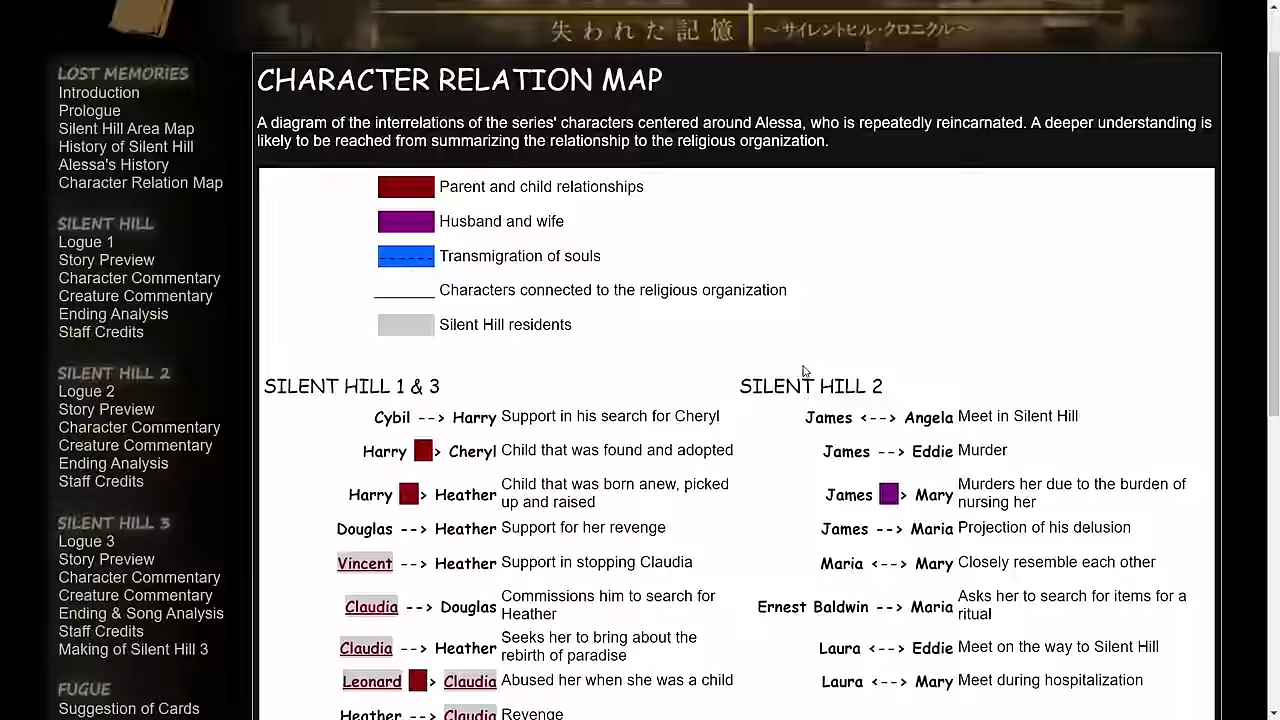 失われた記憶 〜サイレントヒル・クロニクル〜
LOST MEMORIES
Introduction
Prologue
Silent Hill Area Map
History of Silent Hill
Alessa's History
Character Relation Map
SILENT HILL
Logue 1
Story Preview
Character Commentary
Creature Commentary
Ending Analysis
Staff Credits
SILENT HILL 2
Logue 2
Story Preview
Character Commentary
Creature Commentary
Ending Analysis
Staff Credits
SILENT HILL 3
Logue 3
Story Preview
Character Commentary
Creature Commentary
Ending & Song Analysis
Staff Credits
Making of Silent Hill 3
FUGUE
Suggestion of Cards
CHARACTER RELATION MAP
A diagram of the interrelations of the series' characters centered around Alessa, who is repeatedly reincarnated. A deeper understanding is
likely to be reached from summarizing the relationship to the religious organization.
Parent and child relationships
Husband and wife
Transmigration of souls
Characters connected to the religious organization
Silent Hill residents
SILENT HILL 1 & 3
Cybil --> Harry Support in his search for Cheryl
Harry > Cheryl Child that was found and adopted
Harry > Heather Child that was born anew, picked
up and raised
Douglas --> Heather Support for her revenge
Vincent --> Heather Support in stopping Claudia
Claudia --> Douglas Commissions him to search for
Heather
Claudia --> Heather Seeks her to bring about the
rebirth of paradise
Leonard > Claudia Abused her when she was a child
Heather --> Claudia Revenge
SILENT HILL 2
James <--> Angela Meet in Silent Hill
James --> Eddie Murder
James > Mary Murders her due to the burden of
nursing her
James --> Maria Projection of his delusion
Maria <--> Mary Closely resemble each other
Ernest Baldwin --> Maria Asks her to search for items for a
ritual
Laura <--> Eddie Meet on the way to Silent Hill
Laura <--> Mary Meet during hospitalization